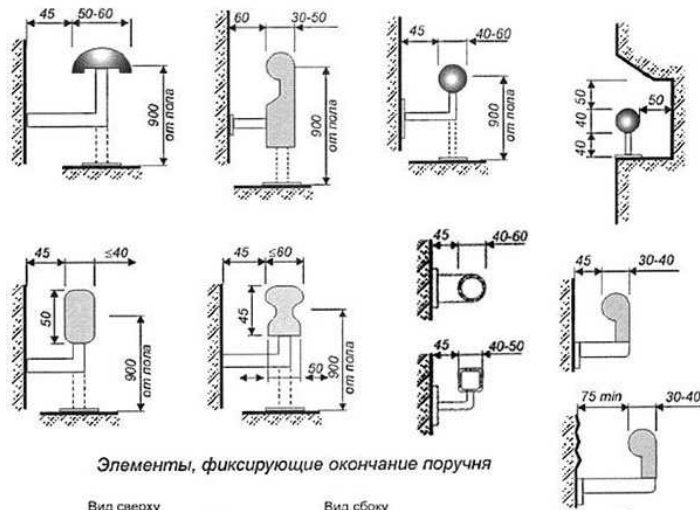 45 50-60
900
от пола
60 30-50
900
от пола
45 40-60
900
от пола
50
40
40
50
45 ≤40
50
900
от пола
45 ≤60
45
50
900
от пола
45 40-60
45 40-50
45 30-40
75 min 30-40
Элементы, фиксирующие окончание поручня
Вид сверху Вид сбоку